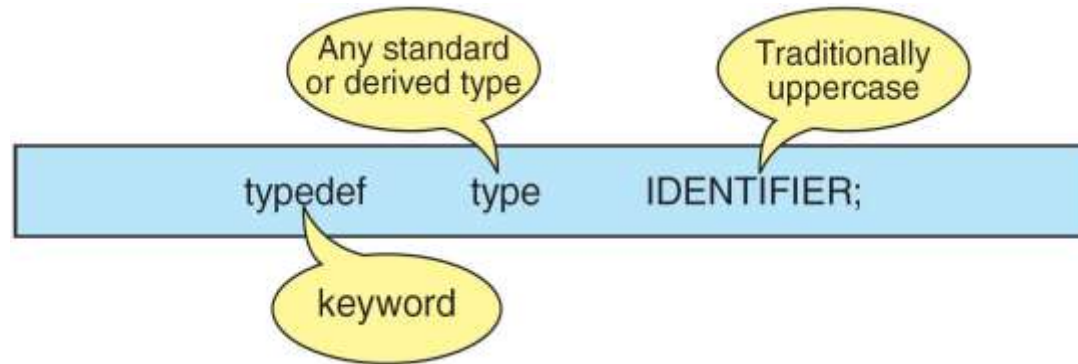 Any standard
or derived type
Traditionally
uppercase
typedef type IDENTIFIER;
keyword